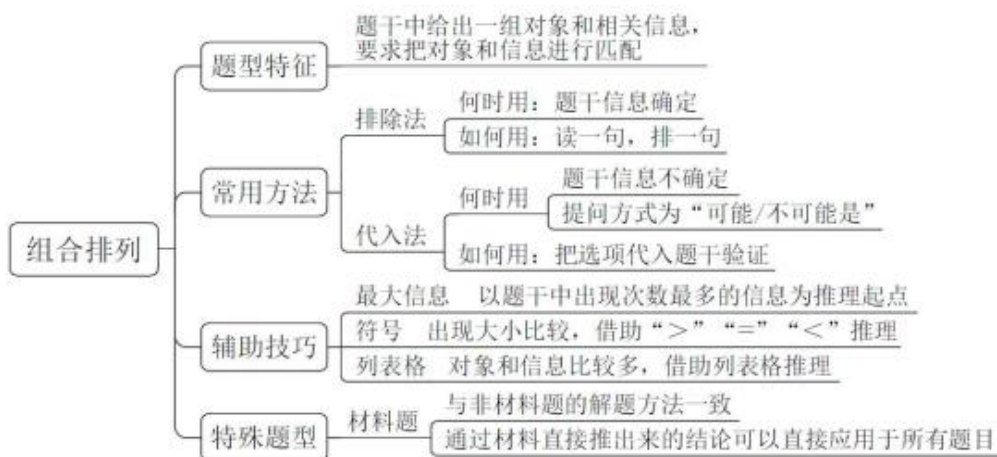 组合排列
题型特征
题干中给出一组对象和相关信息，
要求把对象和信息进行匹配
常用方法
排除法
何时用：题干信息确定
如何用：读一句，排一句
代入法
何时用
题干信息不确定
提问方式为“可能/不可能是”
如何用：把选项代入题干验证
辅助技巧
最大信息 以题干中出现次数最多的信息为推理起点
符号 出现大小比较，借助“＞”“＝”“＜”推理
列表格 对象和信息比较多，借助列表格推理
特殊题型
材料题
与非材料题的解题方法一致
通过材料直接推出来的结论可以直接应用于所有题目